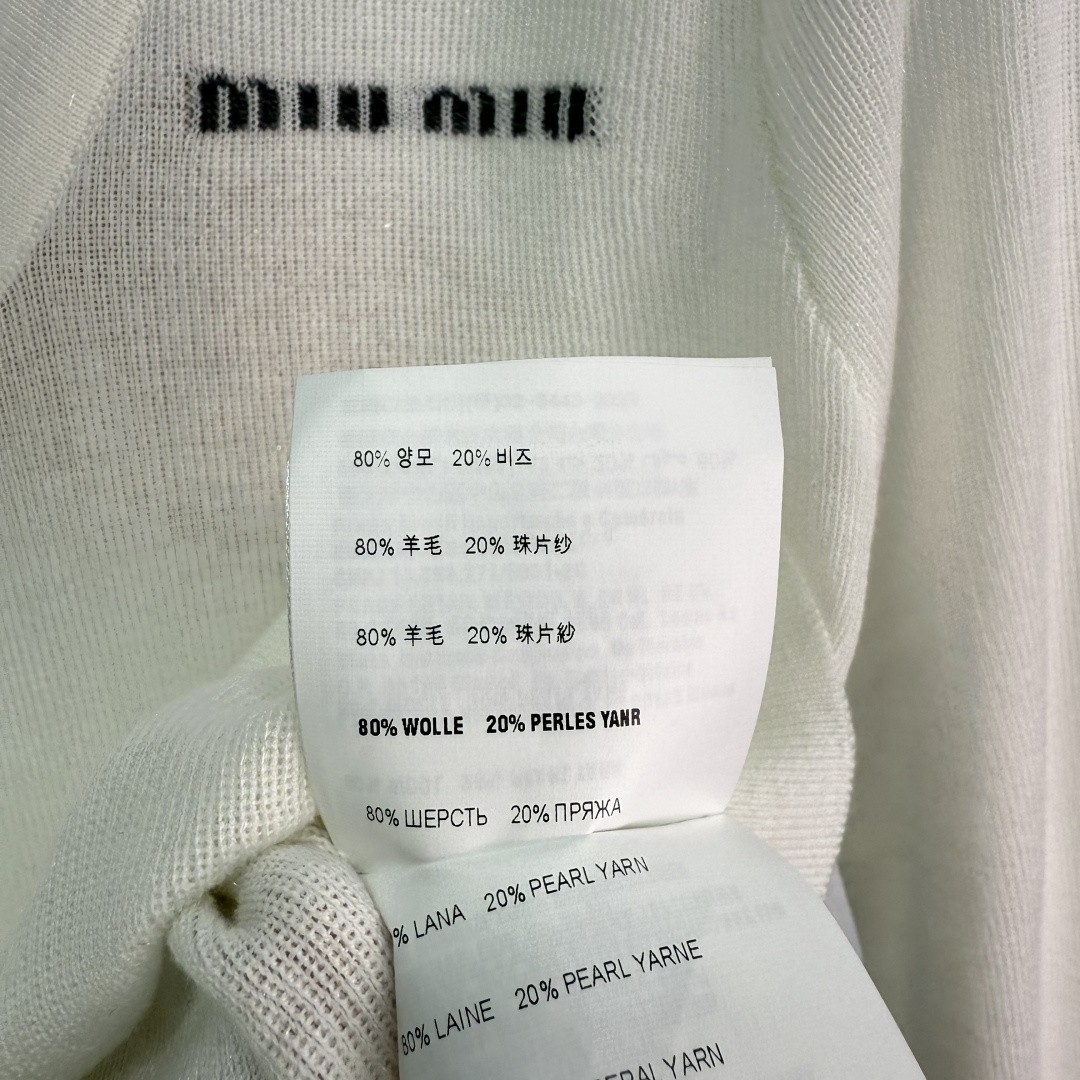 miu miu
80% 양모 20% 비즈
80% 羊毛 20% 珠片纱
80% 羊毛 20% 珠片紗
80% WOLLE 20% PERLES YANR
80% ШЕРСТЬ 20% ПРЯЖА
% LANA 20% PEARL YARN
80% LAINE 20% PEARL YARNE
YARN